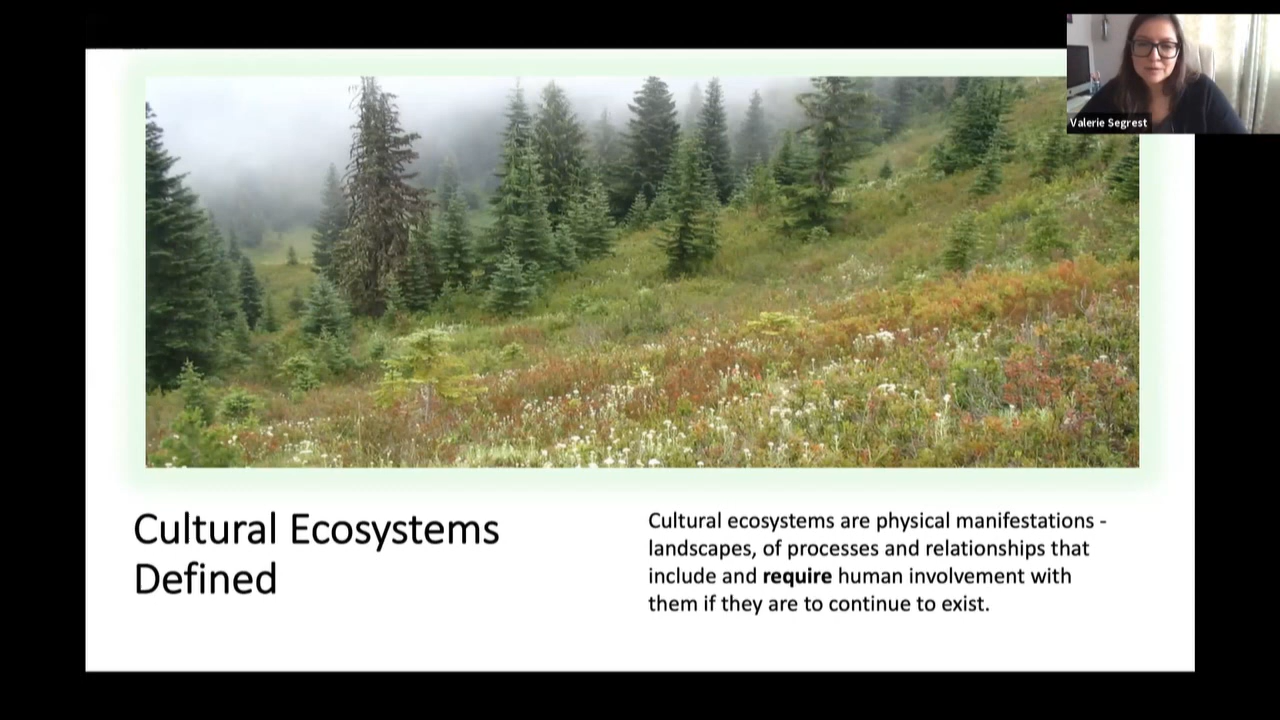 Valerie Segrest
Cultural Ecosystems
Defined
Cultural ecosystems are physical manifestations -
landscapes, of processes and relationships that
include and require human involvement with
them if they are to continue to exist.